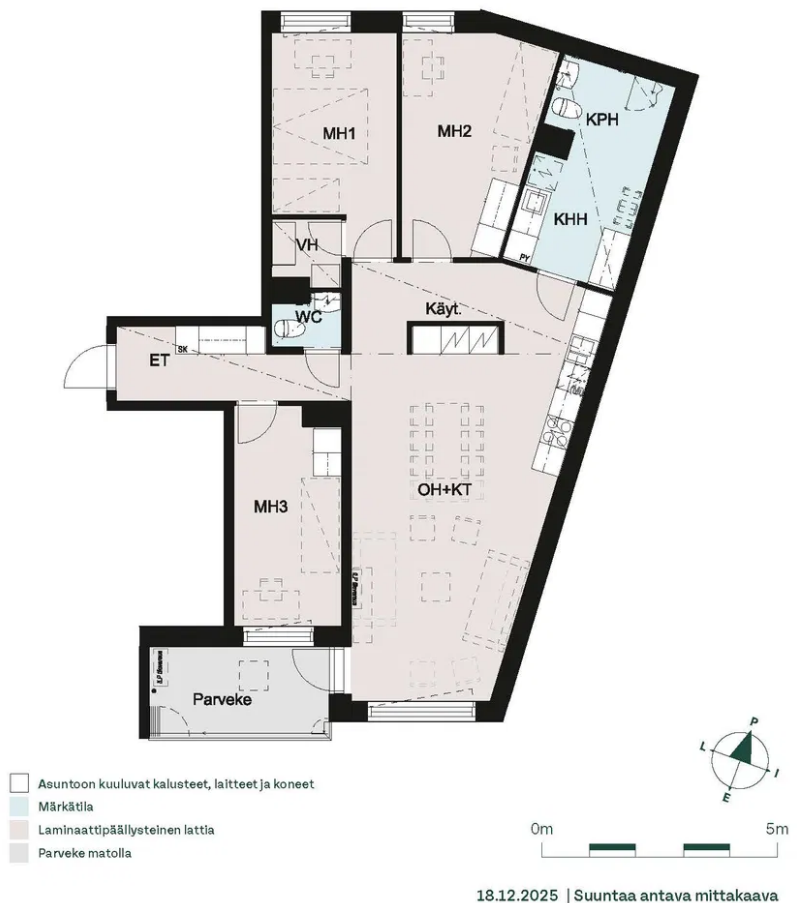 MH1
MH2
KPH
KHH
VH
PY
Käyt.
WC
ET
SK
OH+KT
MH3
Parveke
P
L
I
E
Asuntoon kuuluvat kalusteet, laitteet ja koneet
Märkätila
Laminaattipäällysteinen lattia
Parveke matolla
0m
5m
18.12.2025 | Suuntaa antava mittakaava